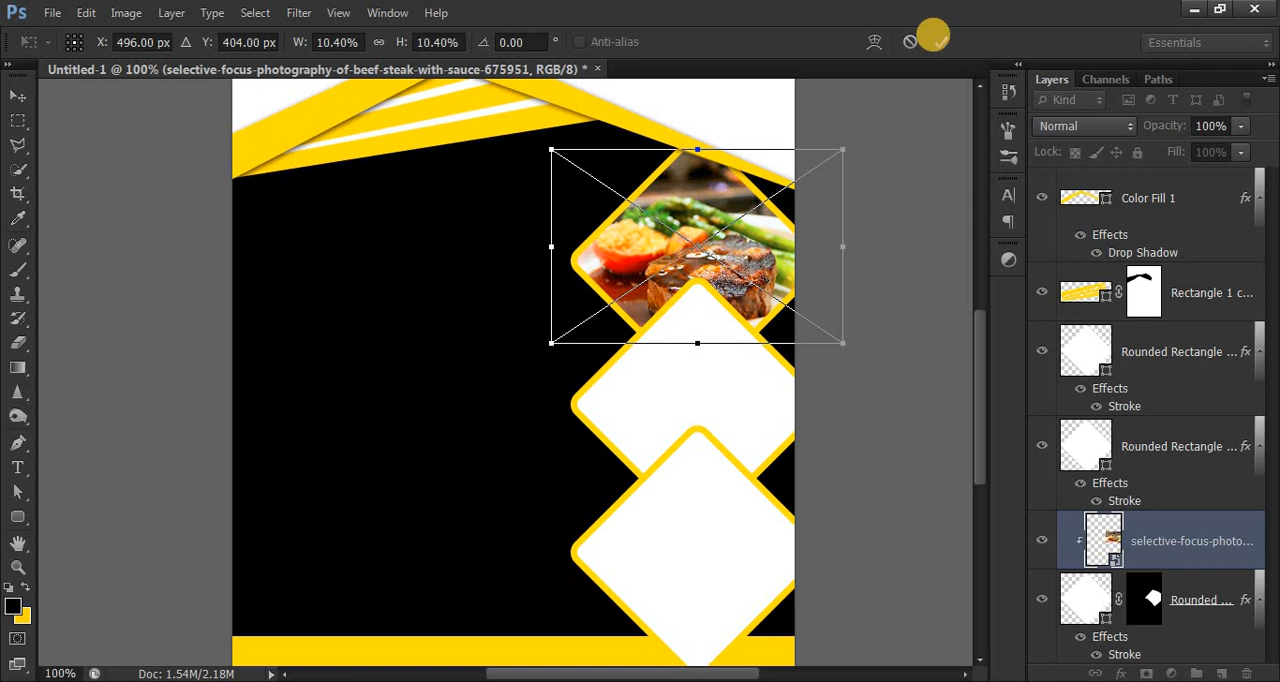 Ps File Edit Image Layer Type Select Filter View Window Help
X: 496.00 px Y: 404.00 px W: 10.40% H: 10.40% 0.00 ° Anti-alias Essentials
Untitled-1 @ 100% (selective-focus-photography-of-beef-steak-with-sauce-675951, RGB/8) * ×
Layers Channels Paths
Kind
Normal Opacity: 100%
Lock: Fill: 100%
Color Fill 1 fx
Effects
Drop Shadow
Rectangle 1 c...
Rounded Rectangle ... fx
Effects
Stroke
Rounded Rectangle ... fx
Effects
Stroke
selective-focus-photo...
Rounded ... fx
Effects
Stroke
100% Doc: 1.54M/2.18M